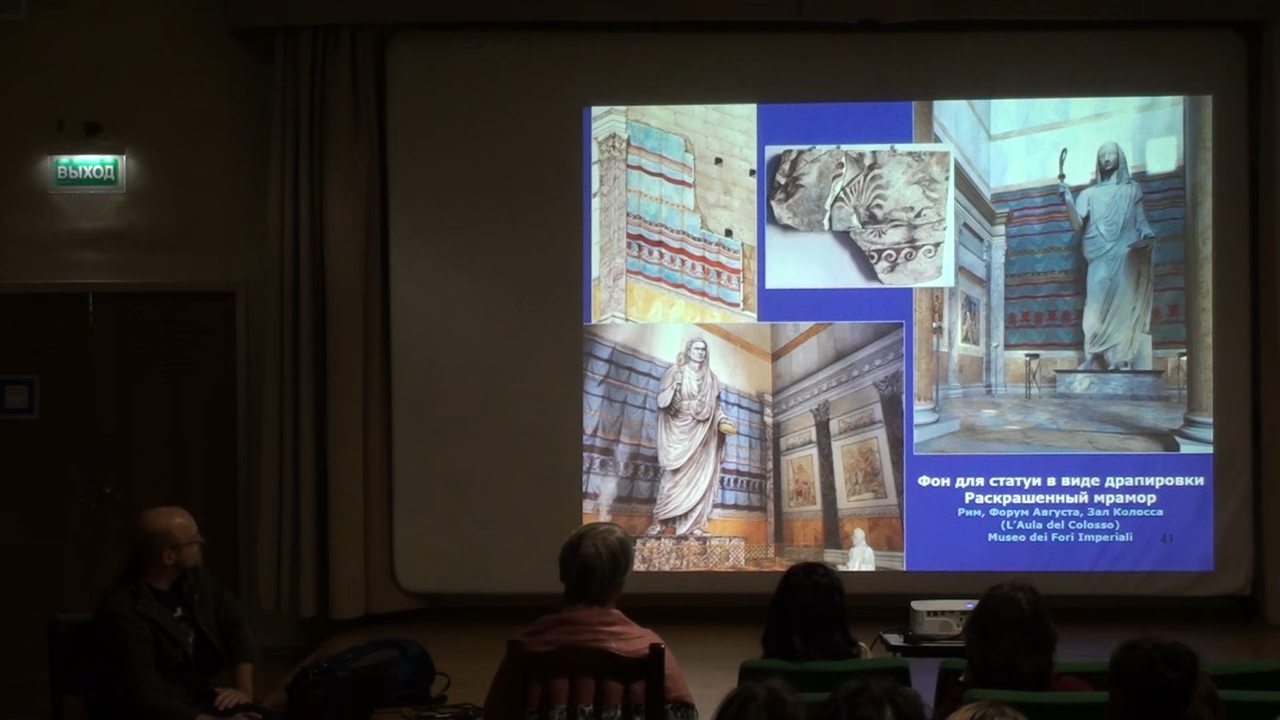 ВЫХОД
Фон для статуи в виде драпировки
Раскрашенный мрамор
Рим, Форум Августа, Зал Колосса
(L'Aula del Colosso)
Museo dei Fori Imperiali
41